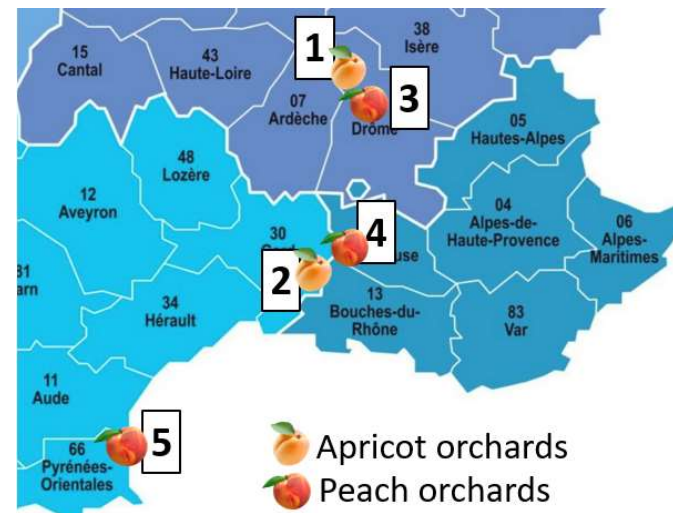 15
Cantal
43
Haute-Loire
1
38
Isère
07
Ardèche
3
Drôme
05
Hautes-Alpes
48
Lozère
12
Aveyron
04
Alpes-de-
Haute-Provence
06
Alpes-
Maritimes
30
4
2
13
Bouches-du-
Rhône
83
Var
34
Hérault
11
Aude
5
66
Pyrénées-
Orientales
Apricot orchards
Peach orchards